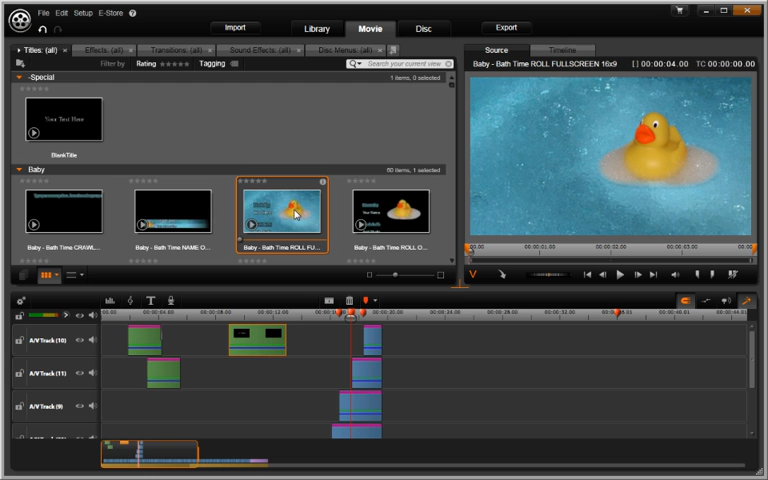 File Edit Setup E-Store
Import Library Movie Disc Export
Titles: (all) Effects: (all) Transitions: (all) Sound Effects: (all) Disc Menus: (all)
Source Timeline
Filter by Rating Tagging Search your current view
Baby - Bath Time ROLL FULLSCREEN 16x9 [] 00:00:04.00 TC 00:00:00.00
-Special 1 items, 0 selected
Your Text Here
BlankTitle
Baby 60 items, 1 selected
Baby - Bath Time CRAWL... Baby - Bath Time NAME O... Baby - Bath Time ROLL FU... Baby - Bath Time ROLL O...
00:00:01.00 00:00:02.00 00:00:03.00
A/V Track (10)
A/V Track (11)
A/V Track (9)